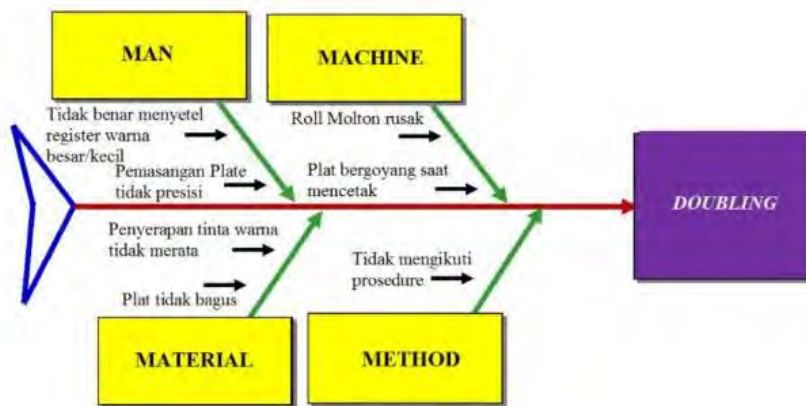 MAN
MACHINE
Tidak benar menyetel
register warna
besar/kecil
Pemasangan Plate
tidak presisi
Roll Molton rusak
Plat bergoyang saat
mencetak
DOUBLING
Penyerapan tinta warna
tidak merata
Plat tidak bagus
Tidak mengikuti
prosedure
MATERIAL
METHOD